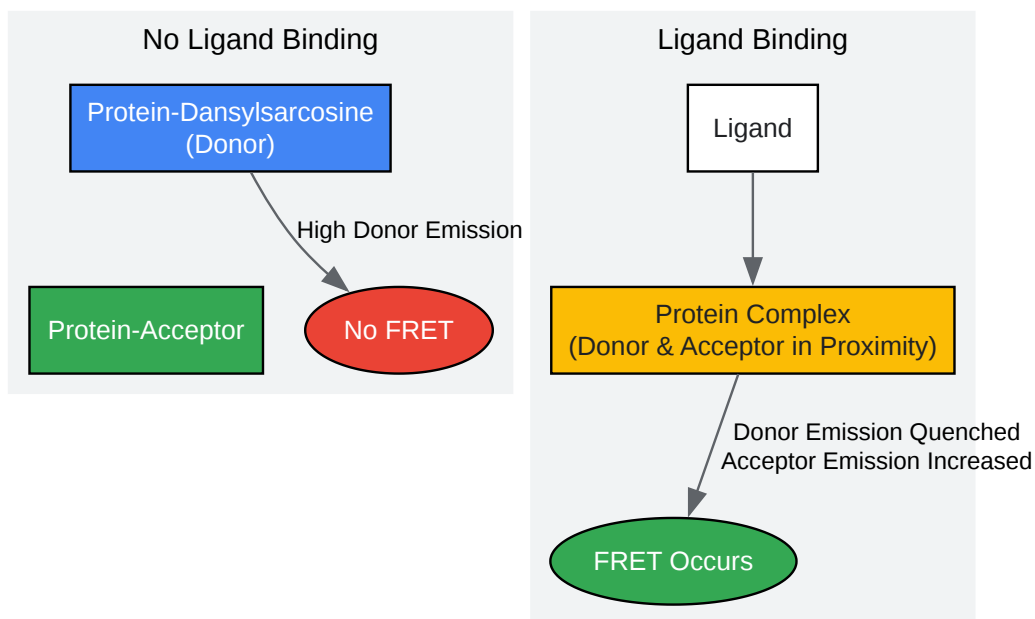 No Ligand Binding
Protein-Dansylsarcosine
(Donor)
High Donor Emission
Protein-Acceptor
No FRET
Ligand Binding
Ligand
Protein Complex
(Donor & Acceptor in Proximity)
Donor Emission Quenched
Acceptor Emission Increased
FRET Occurs